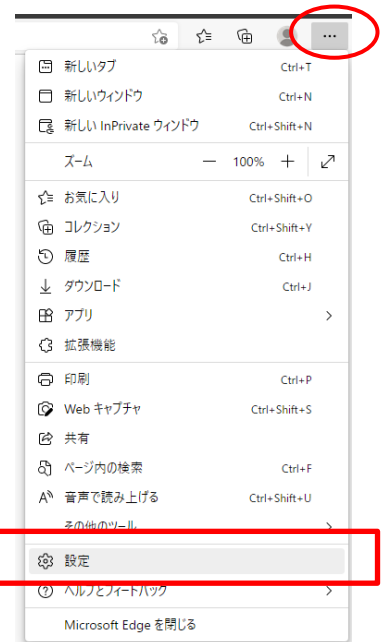 新しいタブ Ctrl+T
新しいウィンドウ Ctrl+N
新しい InPrivate ウィンドウ Ctrl+Shift+N
ズーム — 100% +
お気に入り Ctrl+Shift+O
コレクション Ctrl+Shift+Y
履歴 Ctrl+H
ダウンロード Ctrl+J
アプリ
拡張機能
印刷 Ctrl+P
Web キャプチャ Ctrl+Shift+S
共有
ページ内の検索 Ctrl+F
音声で読み上げる Ctrl+Shift+U
その他のツール
設定
ヘルプとフィードバック
Microsoft Edge を閉じる